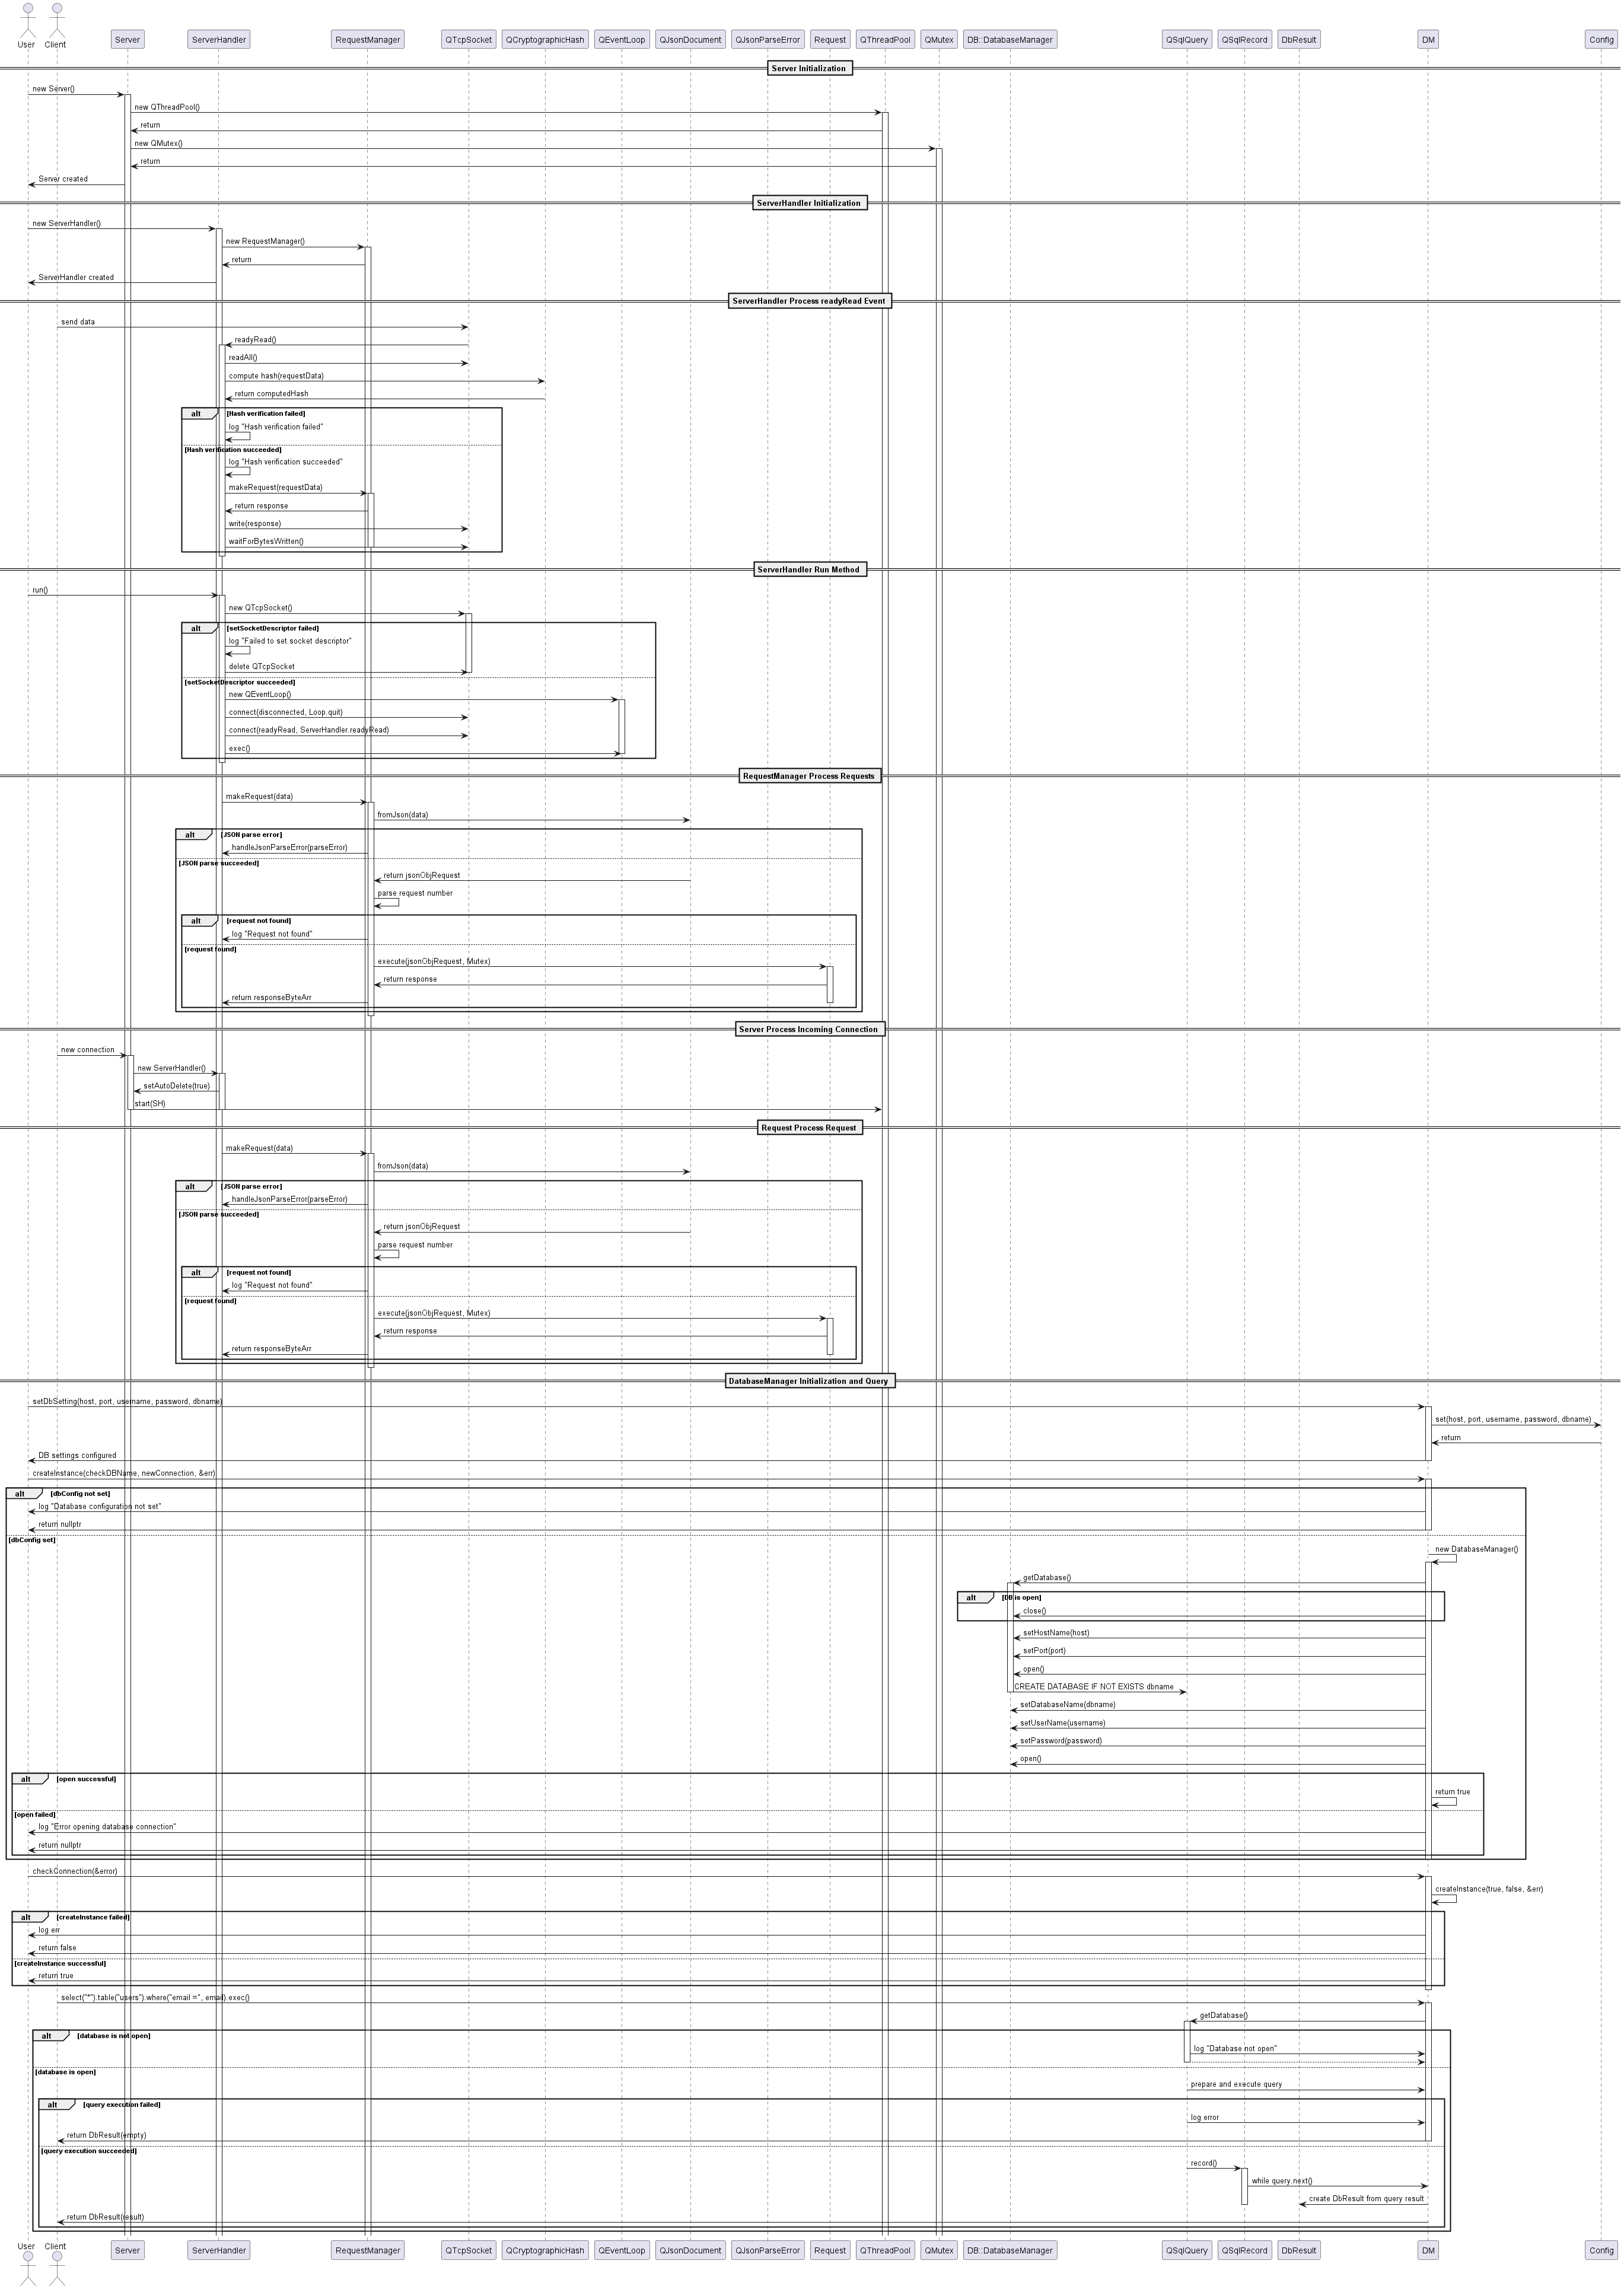 User
Client
Server
ServerHandler
RequestManager
QTcpSocket
QCryptographicHash
QEventLoop
QJsonDocument
QJsonParseError
Request
QThreadPool
QMutex
DB::DatabaseManager
QSqlQuery
QSqlRecord
DbResult
DM
Config
Server Initialization
new Server()
new QThreadPool()
return
new QMutex()
return
Server created
ServerHandler Initialization
new ServerHandler()
new RequestManager()
return
ServerHandler created
ServerHandler Process readyRead Event
send data
readyRead()
readAll()
compute hash(requestData)
return computedHash
alt [Hash verification failed]
log "Hash verification failed"
[Hash verification succeeded]
log "Hash verification succeeded"
makeRequest(requestData)
return response
write(response)
waitForBytesWritten()
ServerHandler Run Method
run()
new QTcpSocket()
alt [setSocketDescriptor failed]
log "Failed to set socket descriptor"
delete QTcpSocket
[setSocketDescriptor succeeded]
new QEventLoop()
connect(disconnected, Loop.quit)
connect(readyRead, ServerHandler.readyRead)
exec()
RequestManager Process Requests
makeRequest(data)
fromJson(data)
alt [JSON parse error]
handleJsonParseError(parseError)
[JSON parse succeeded]
return jsonObjRequest
parse request number
alt [request not found]
log "Request not found"
[request found]
execute(jsonObjRequest, Mutex)
return response
return responseByteArr
Server Process Incoming Connection
new connection
new ServerHandler()
setAutoDelete(true)
start(SH)
Request Process Request
makeRequest(data)
fromJson(data)
alt [JSON parse error]
handleJsonParseError(parseError)
[JSON parse succeeded]
return jsonObjRequest
parse request number
alt [request not found]
log "Request not found"
[request found]
execute(jsonObjRequest, Mutex)
return response
return responseByteArr
DatabaseManager Initialization and Query
setDbSetting(host, port, username, password, dbname)
set(host, port, username, password, dbname)
return
DB settings configured
createInstance(checkDBName, newConnection, &err)
alt [dbConfig not set]
log "Database configuration not set"
return nullptr
[dbConfig set]
new DatabaseManager()
getDatabase()
alt [DB is open]
close()
setHostName(host)
setPort(port)
open()
CREATE DATABASE IF NOT EXISTS dbname
setDatabaseName(dbname)
setUserName(username)
setPassword(password)
open()
alt [open successful]
return true
[open failed]
log "Error opening database connection"
return nullptr
checkConnection(&error)
createInstance(true, false, &err)
alt [createInstance failed]
log err
return false
[createInstance successful]
return true
select("*").table("users").where("email =", email).exec()
getDatabase()
alt [database is not open]
log "Database not open"
[database is open]
prepare and execute query
alt [query execution failed]
log error
return DbResult(empty)
[query execution succeeded]
record()
while query.next()
create DbResult from query result
return DbResult(result)
User
Client
Server
ServerHandler
RequestManager
QTcpSocket
QCryptographicHash
QEventLoop
QJsonDocument
QJsonParseError
Request
QThreadPool
QMutex
DB::DatabaseManager
QSqlQuery
QSqlRecord
DbResult
DM
Config